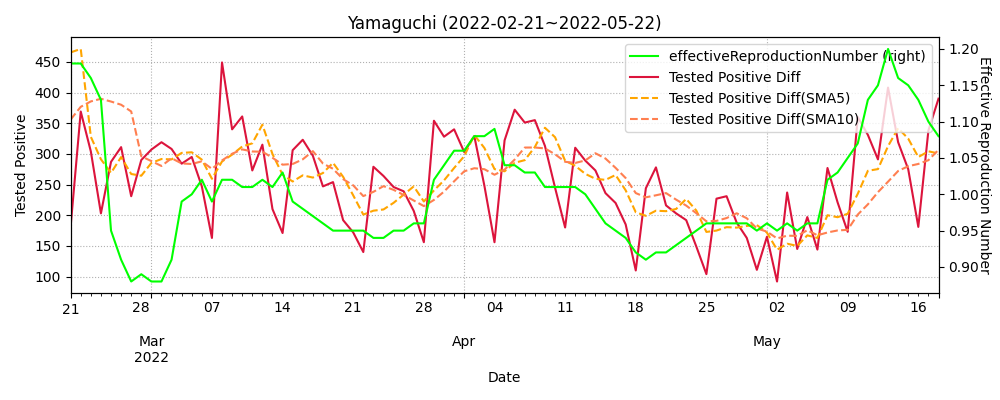 Yamaguchi (2022-02-21~2022-05-22)
effectiveReproductionNumber (right)
Tested Positive Diff
Tested Positive Diff(SMA5)
Tested Positive Diff(SMA10)
Tested Positive
450
400
350
300
250
200
150
100
1.20
1.15
1.10
1.05
1.00
0.95
0.90
Effective Reproduction Number
21 28 07 14 21 28 04 11 18 25 02 09 16
Mar Apr May
2022
Date